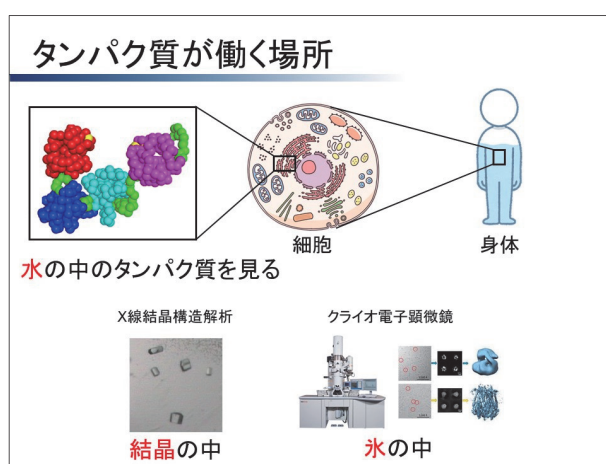 タンパク質が働く場所
細胞
身体
水の中のタンパク質を見る
X線結晶構造解析
クライオ電子顕微鏡
結晶の中
氷の中